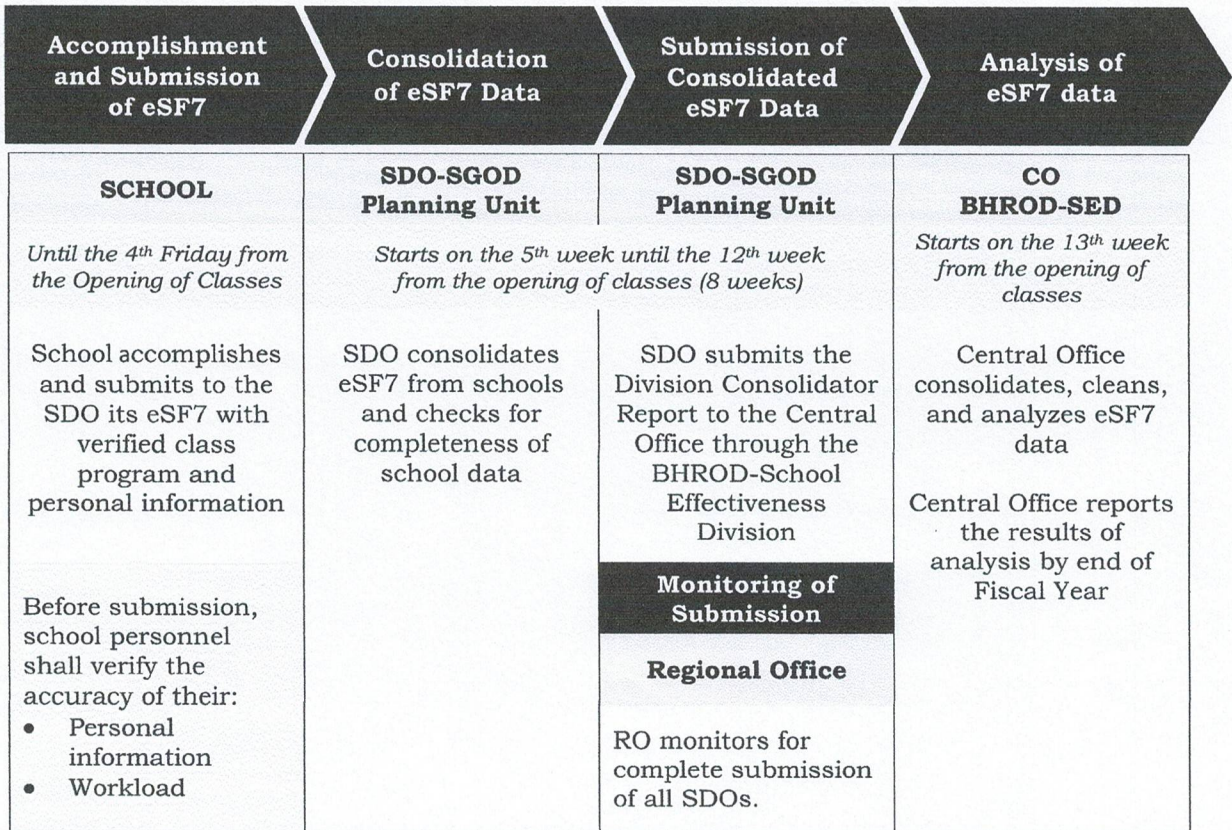 Accomplishment
and Submission
of eSF7
Consolidation
of eSF7 Data
Submission of
Consolidated
eSF7 Data
Analysis of
eSF7 data
SCHOOL
Until the 4th Friday from
the Opening of Classes
School accomplishes
and submits to the
SDO its eSF7 with
verified class
program and
personal information
Before submission,
school personnel
shall verify the
accuracy of their:
• Personal
information
• Workload
SDO-SGOD
Planning Unit
SDO-SGOD
Planning Unit
Starts on the 5th week until the 12th week
from the opening of classes (8 weeks)
SDO consolidates
eSF7 from schools
and checks for
completeness of
school data
SDO submits the
Division Consolidator
Report to the Central
Office through the
BHROD-School
Effectiveness
Division
Monitoring of
Submission
Regional Office
RO monitors for
complete submission
of all SDOs.
CO
BHROD-SED
Starts on the 13th week
from the opening of
classes
Central Office
consolidates, cleans,
and analyzes eSF7
data
Central Office reports
the results of
analysis by end of
Fiscal Year